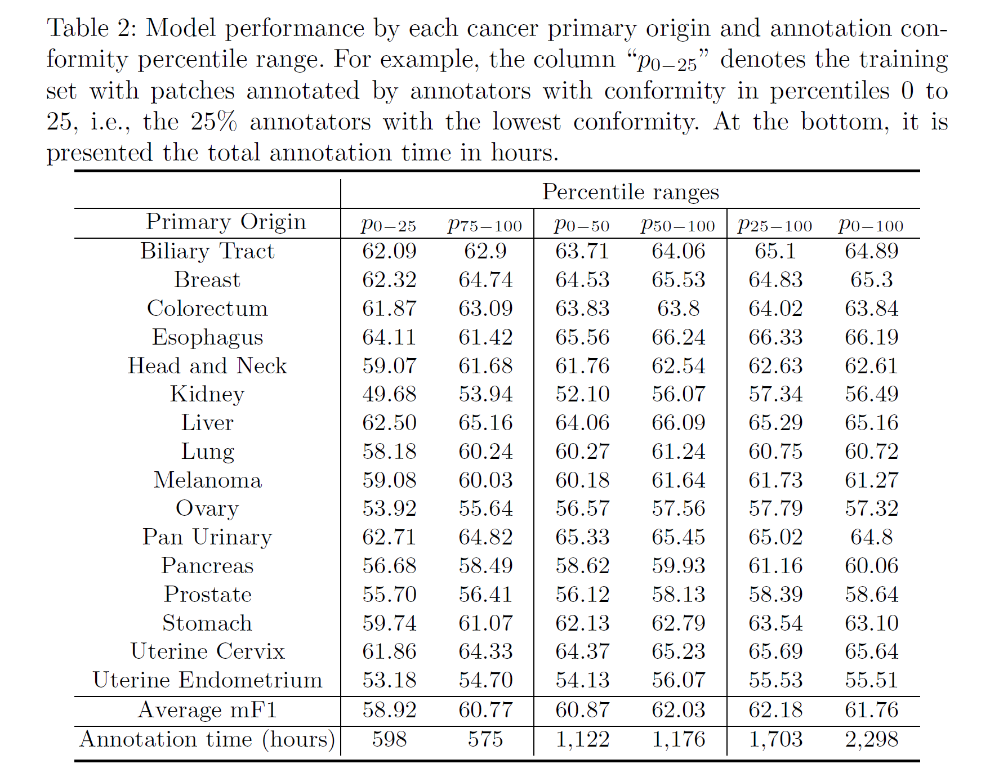 Table 2: Model performance by each cancer primary origin and annotation con-
formity percentile range. For example, the column “p0−25” denotes the training
set with patches annotated by annotators with conformity in percentiles 0 to
25, i.e., the 25% annotators with the lowest conformity. At the bottom, it is
presented the total annotation time in hours.
Percentile ranges
Primary Origin p0−25 p75−100 p0−50 p50−100 p25−100 p0−100
Biliary Tract 62.09 62.9 63.71 64.06 65.1 64.89
Breast 62.32 64.74 64.53 65.53 64.83 65.3
Colorectum 61.87 63.09 63.83 63.8 64.02 63.84
Esophagus 64.11 61.42 65.56 66.24 66.33 66.19
Head and Neck 59.07 61.68 61.76 62.54 62.63 62.61
Kidney 49.68 53.94 52.10 56.07 57.34 56.49
Liver 62.50 65.16 64.06 66.09 65.29 65.16
Lung 58.18 60.24 60.27 61.24 60.75 60.72
Melanoma 59.08 60.03 60.18 61.64 61.73 61.27
Ovary 53.92 55.64 56.57 57.56 57.79 57.32
Pan Urinary 62.71 64.82 65.33 65.45 65.02 64.8
Pancreas 56.68 58.49 58.62 59.93 61.16 60.06
Prostate 55.70 56.41 56.12 58.13 58.39 58.64
Stomach 59.74 61.07 62.13 62.79 63.54 63.10
Uterine Cervix 61.86 64.33 64.37 65.23 65.69 65.64
Uterine Endometrium 53.18 54.70 54.13 56.07 55.53 55.51
Average mF1 58.92 60.77 60.87 62.03 62.18 61.76
Annotation time (hours) 598 575 1,122 1,176 1,703 2,298